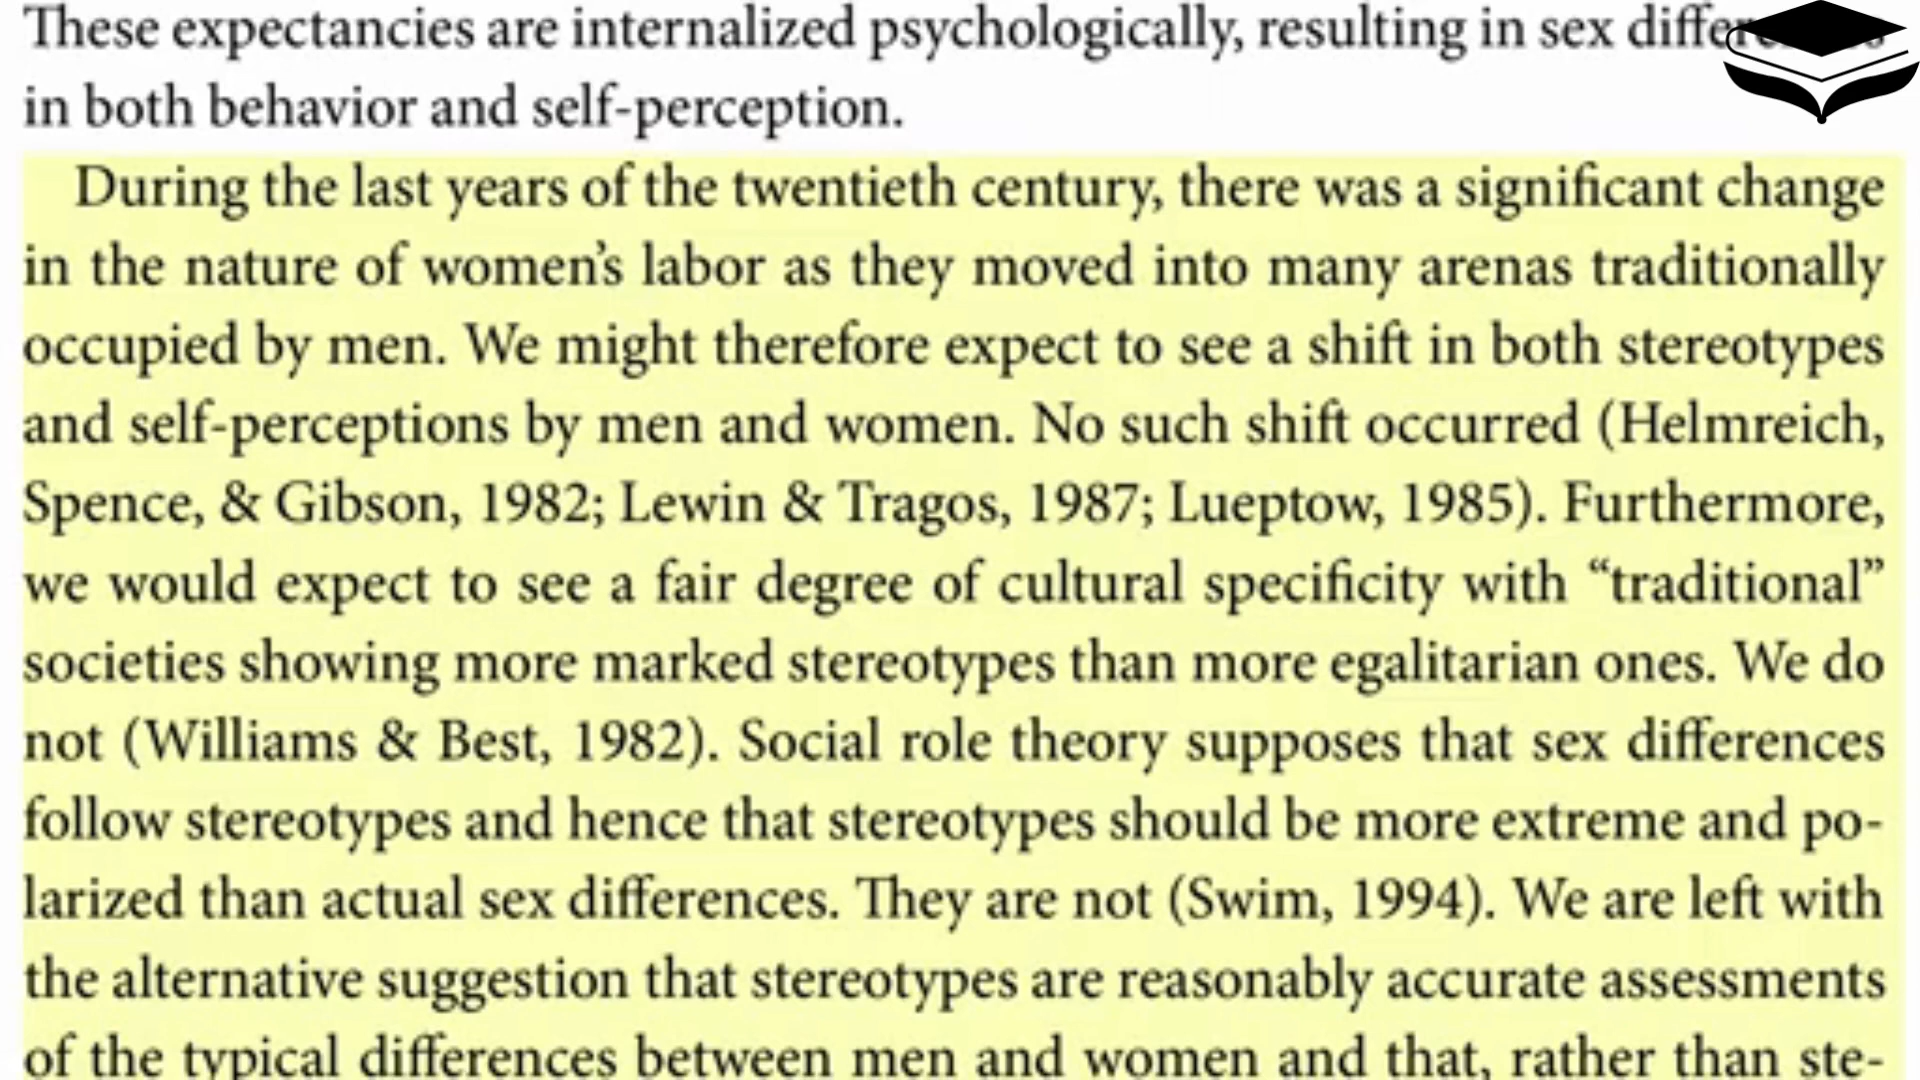 These expectancies are internalized psychologically, resulting in sex
in both behavior and self-perception.
During the last years of the twentieth century, there was a significant change
in the nature of women's labor as they moved into many arenas traditionally
occupied by men. We might therefore expect to see a shift in both stereotypes
and self-perceptions by men and women. No such shift occurred (Helmreich,
Spence, & Gibson, 1982; Lewin & Tragos, 1987; Lueptow, 1985). Furthermore,
we would expect to see a fair degree of cultural specificity with “traditional”
societies showing more marked stereotypes than more egalitarian ones. We do
not (Williams & Best, 1982). Social role theory supposes that sex differences
follow stereotypes and hence that stereotypes should be more extreme and po-
larized than actual sex differences. They are not (Swim, 1994). We are left with
the alternative suggestion that stereotypes are reasonably accurate assessments
of the typical differences between men and women and that, rather than ste-